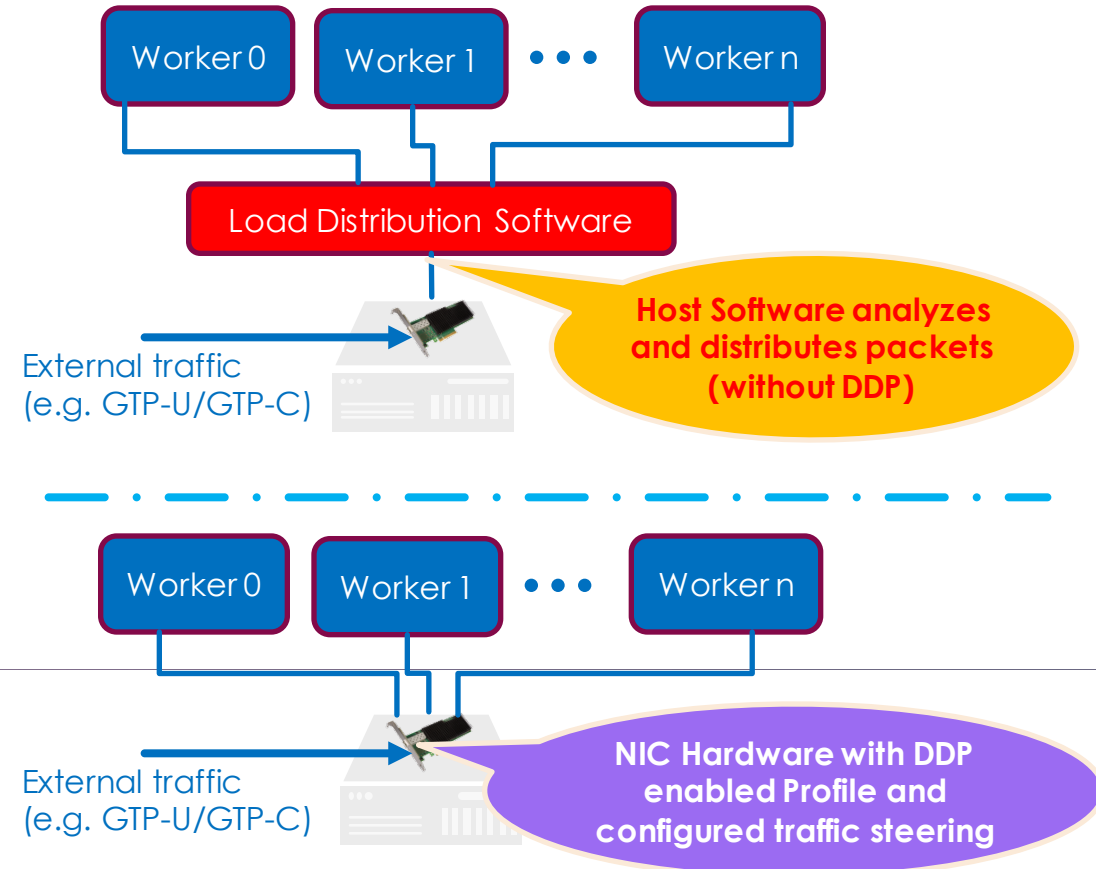 Worker 0
Worker 1
Worker n
Load Distribution Software
Host Software analyzes
and distributes packets
(without DDP)
External traffic
(e.g. GTP-U/GTP-C)
Worker 0
Worker 1
Worker n
NIC Hardware with DDP
enabled Profile and
configured traffic steering
External traffic
(e.g. GTP-U/GTP-C)